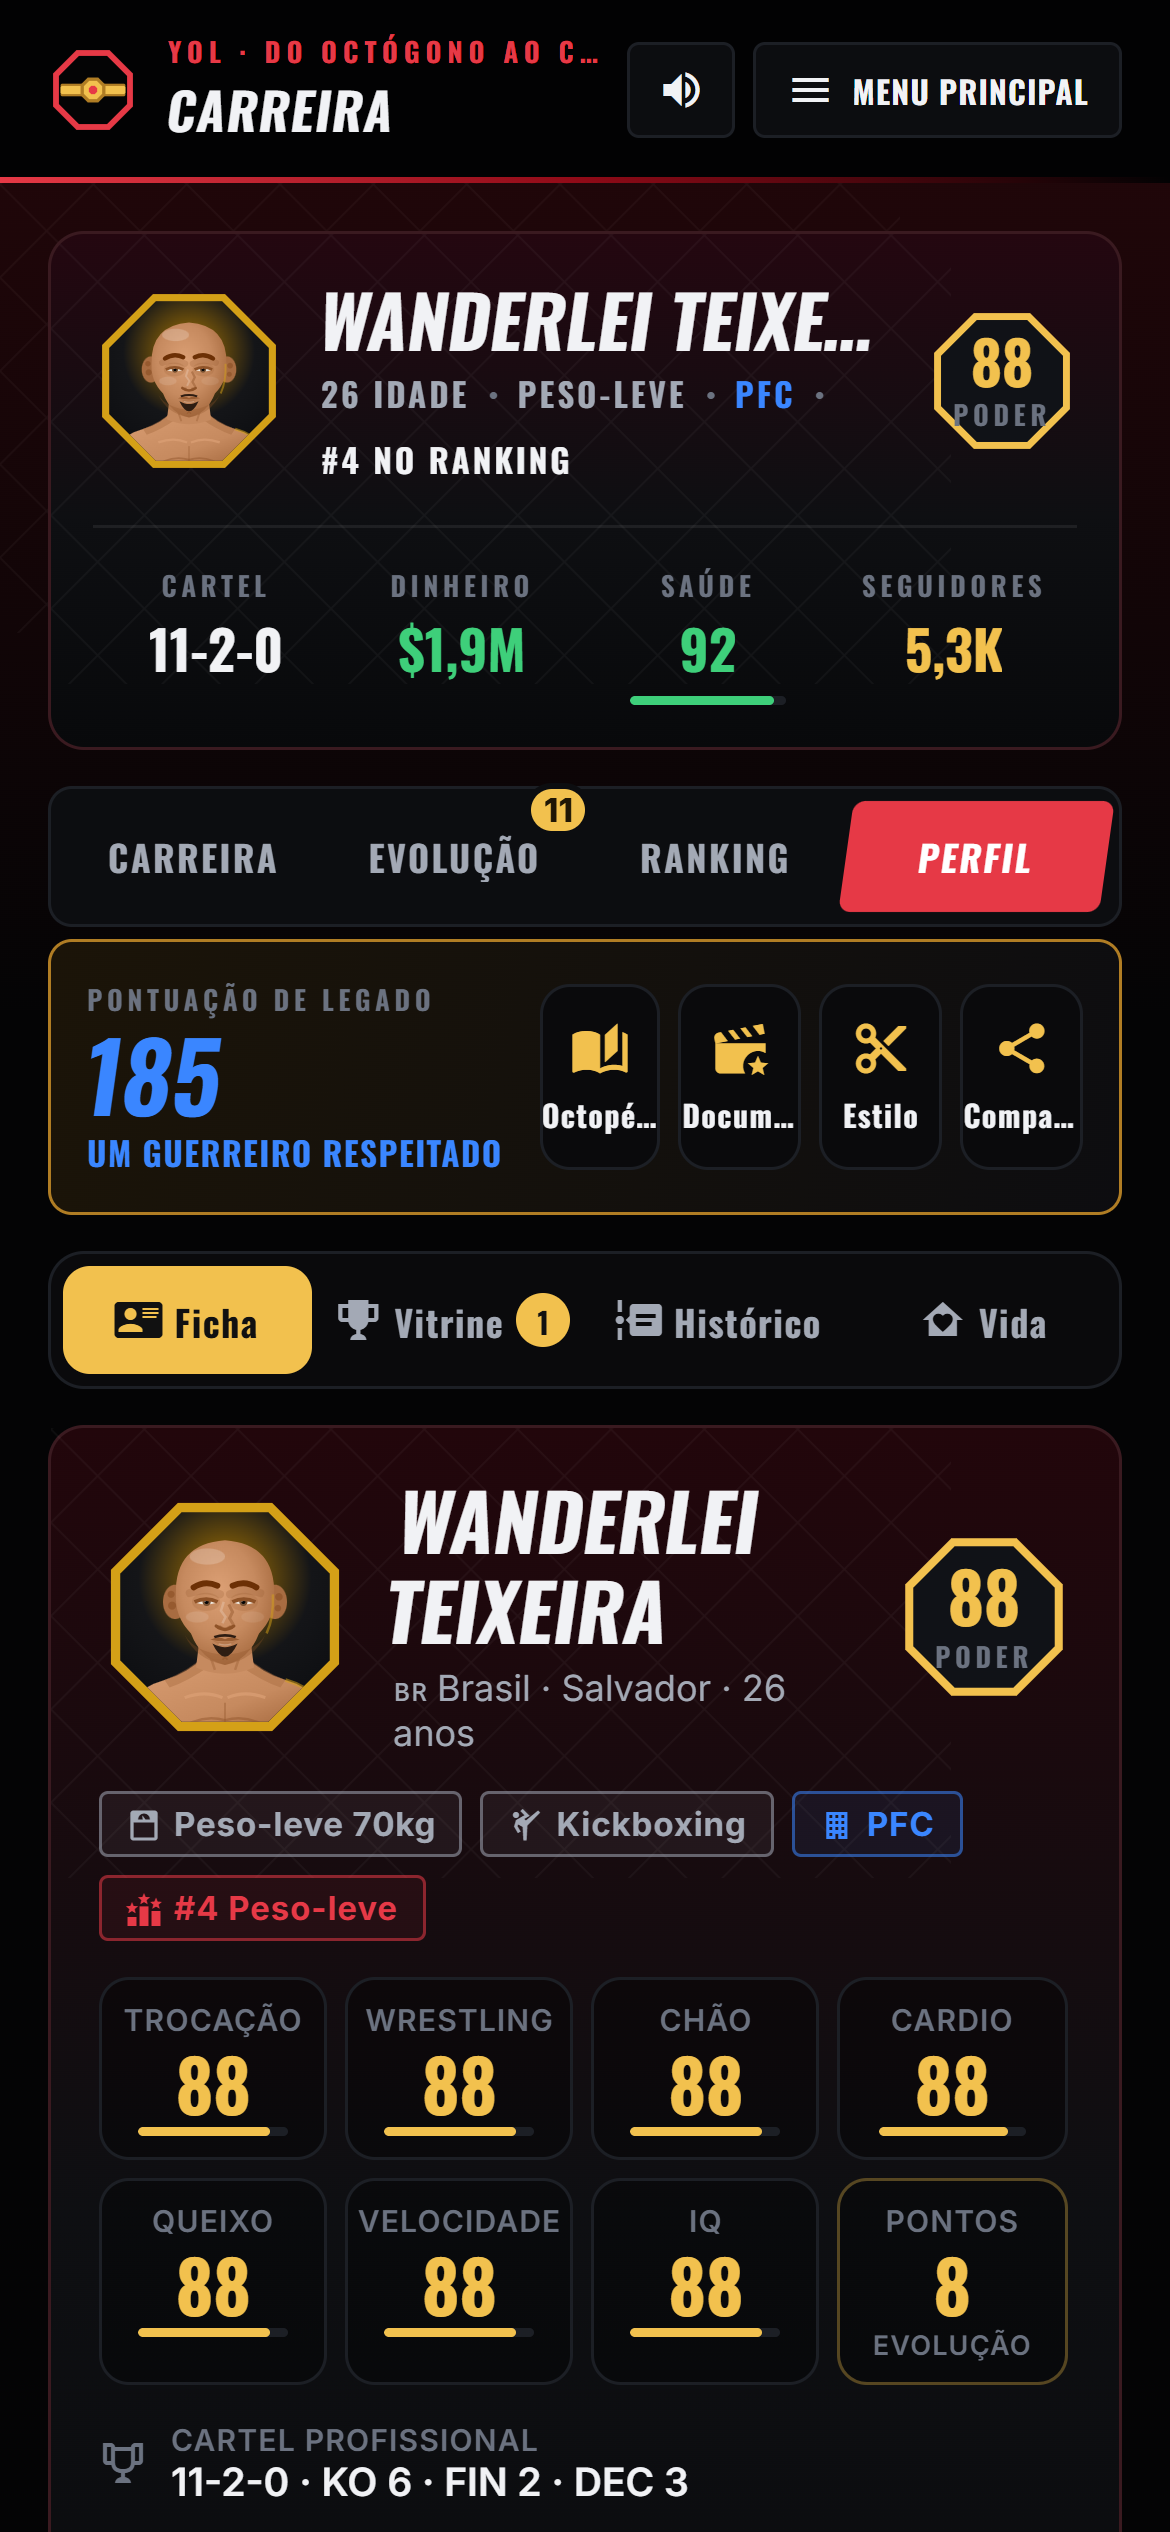 YOL · DO OCTÓGONO AO C...
CARREIRA
MENU PRINCIPAL
WANDERLEI TEIXE...
26 IDADE · PESO-LEVE · PFC ·
#4 NO RANKING
88
PODER
CARTEL DINHEIRO SAÚDE SEGUIDORES
11-2-0 $1,9M 92 5,3K
11
CARREIRA EVOLUÇÃO RANKING PERFIL
PONTUAÇÃO DE LEGADO
185
UM GUERREIRO RESPEITADO
Octopé... Docum... Estilo Compa...
Ficha Vitrine 1 Histórico Vida
WANDERLEI
TEIXEIRA
BR Brasil · Salvador · 26
anos
88
PODER
Peso-leve 70kg Kickboxing PFC
#4 Peso-leve
TROCAÇÃO WRESTLING CHÃO CARDIO
88 88 88 88
QUEIXO VELOCIDADE IQ PONTOS
88 88 88 8
EVOLUÇÃO
CARTEL PROFISSIONAL
11-2-0 · KO 6 · FIN 2 · DEC 3